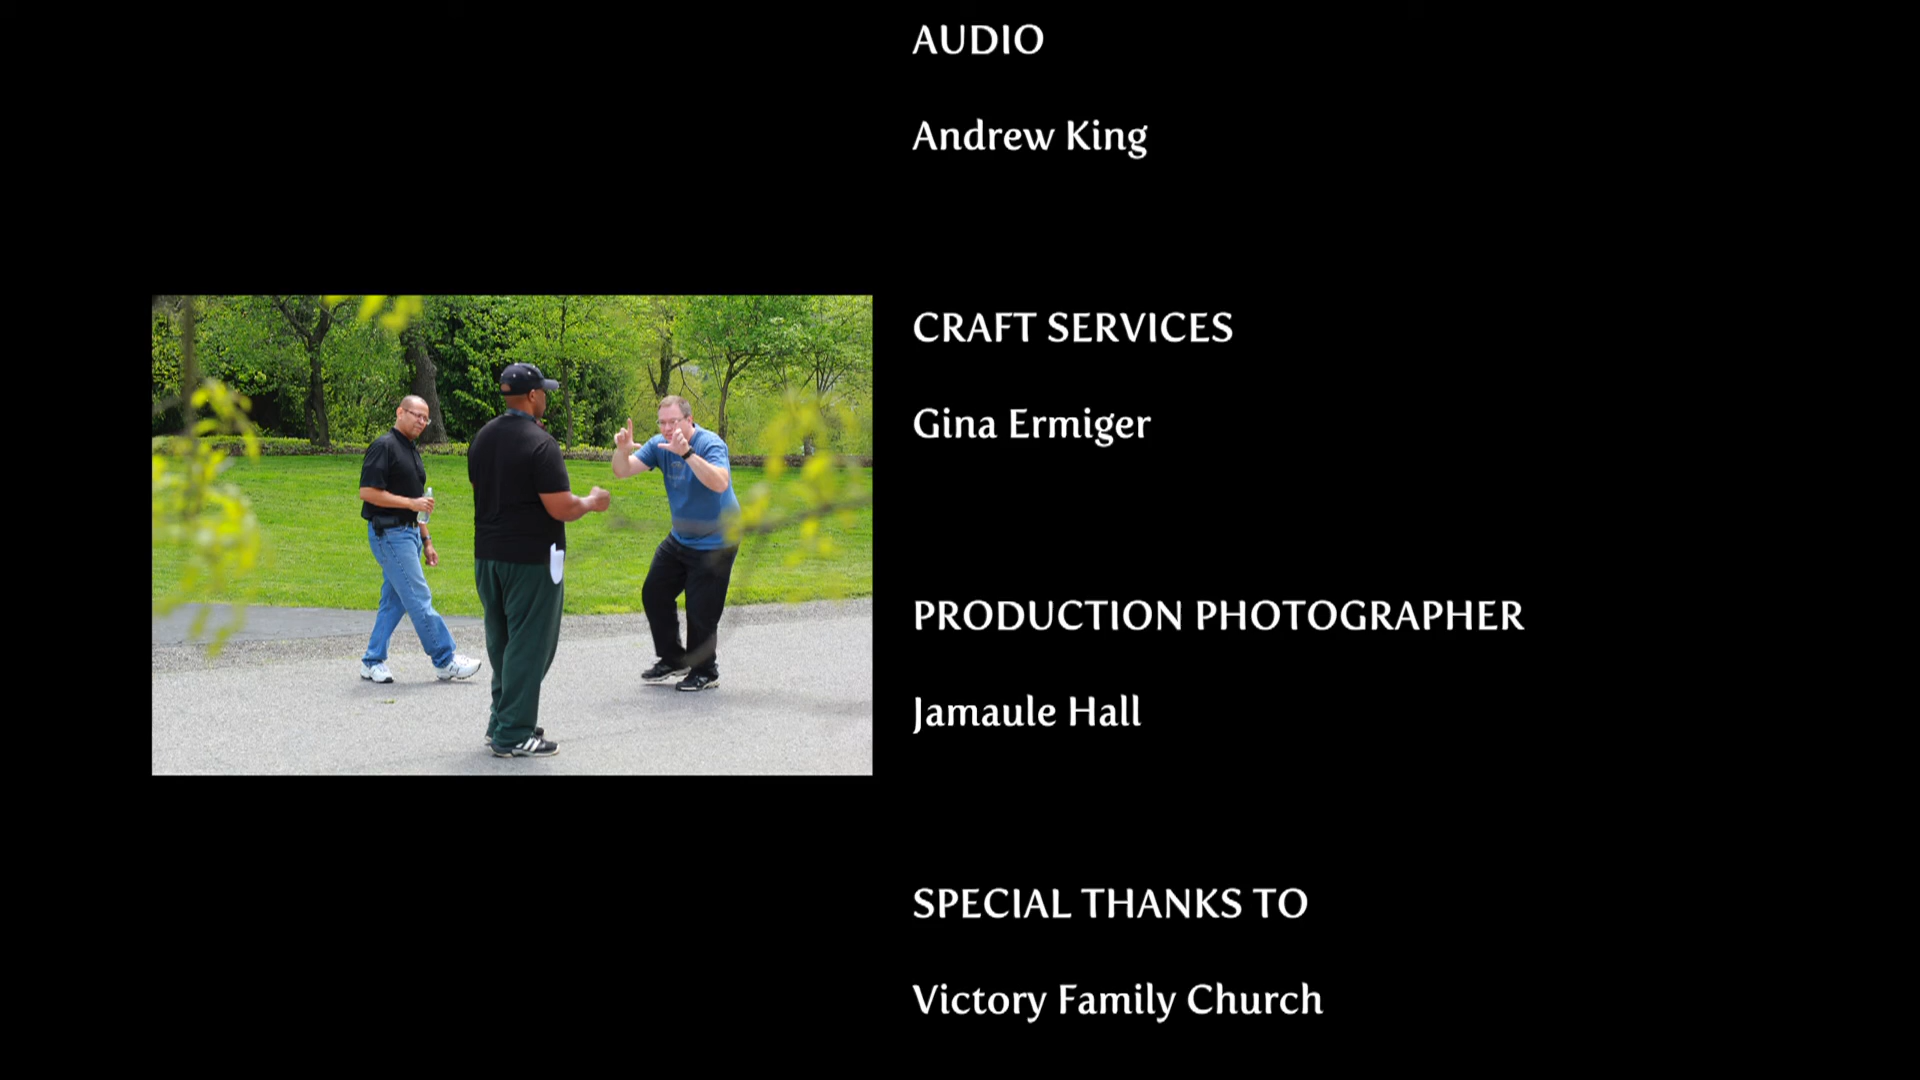 AUDIO
Andrew King
CRAFT SERVICES
Gina Ermiger
PRODUCTION PHOTOGRAPHER
Jamaule Hall
SPECIAL THANKS TO
Victory Family Church